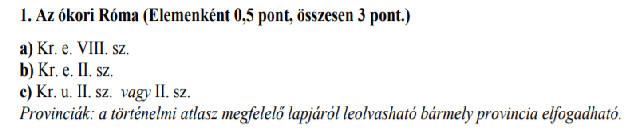 1. Az ókori Róma (Elemenként 0,5 pont, összesen 3 pont.)
a) Kr. e. VIII. sz.
b) Kr. e. II. sz.
c) Kr. u. II. sz. vagy II. sz.
Provinciák: a történelmi atlasz megfelelő lapjáról leolvasható bármely provincia elfogadható.